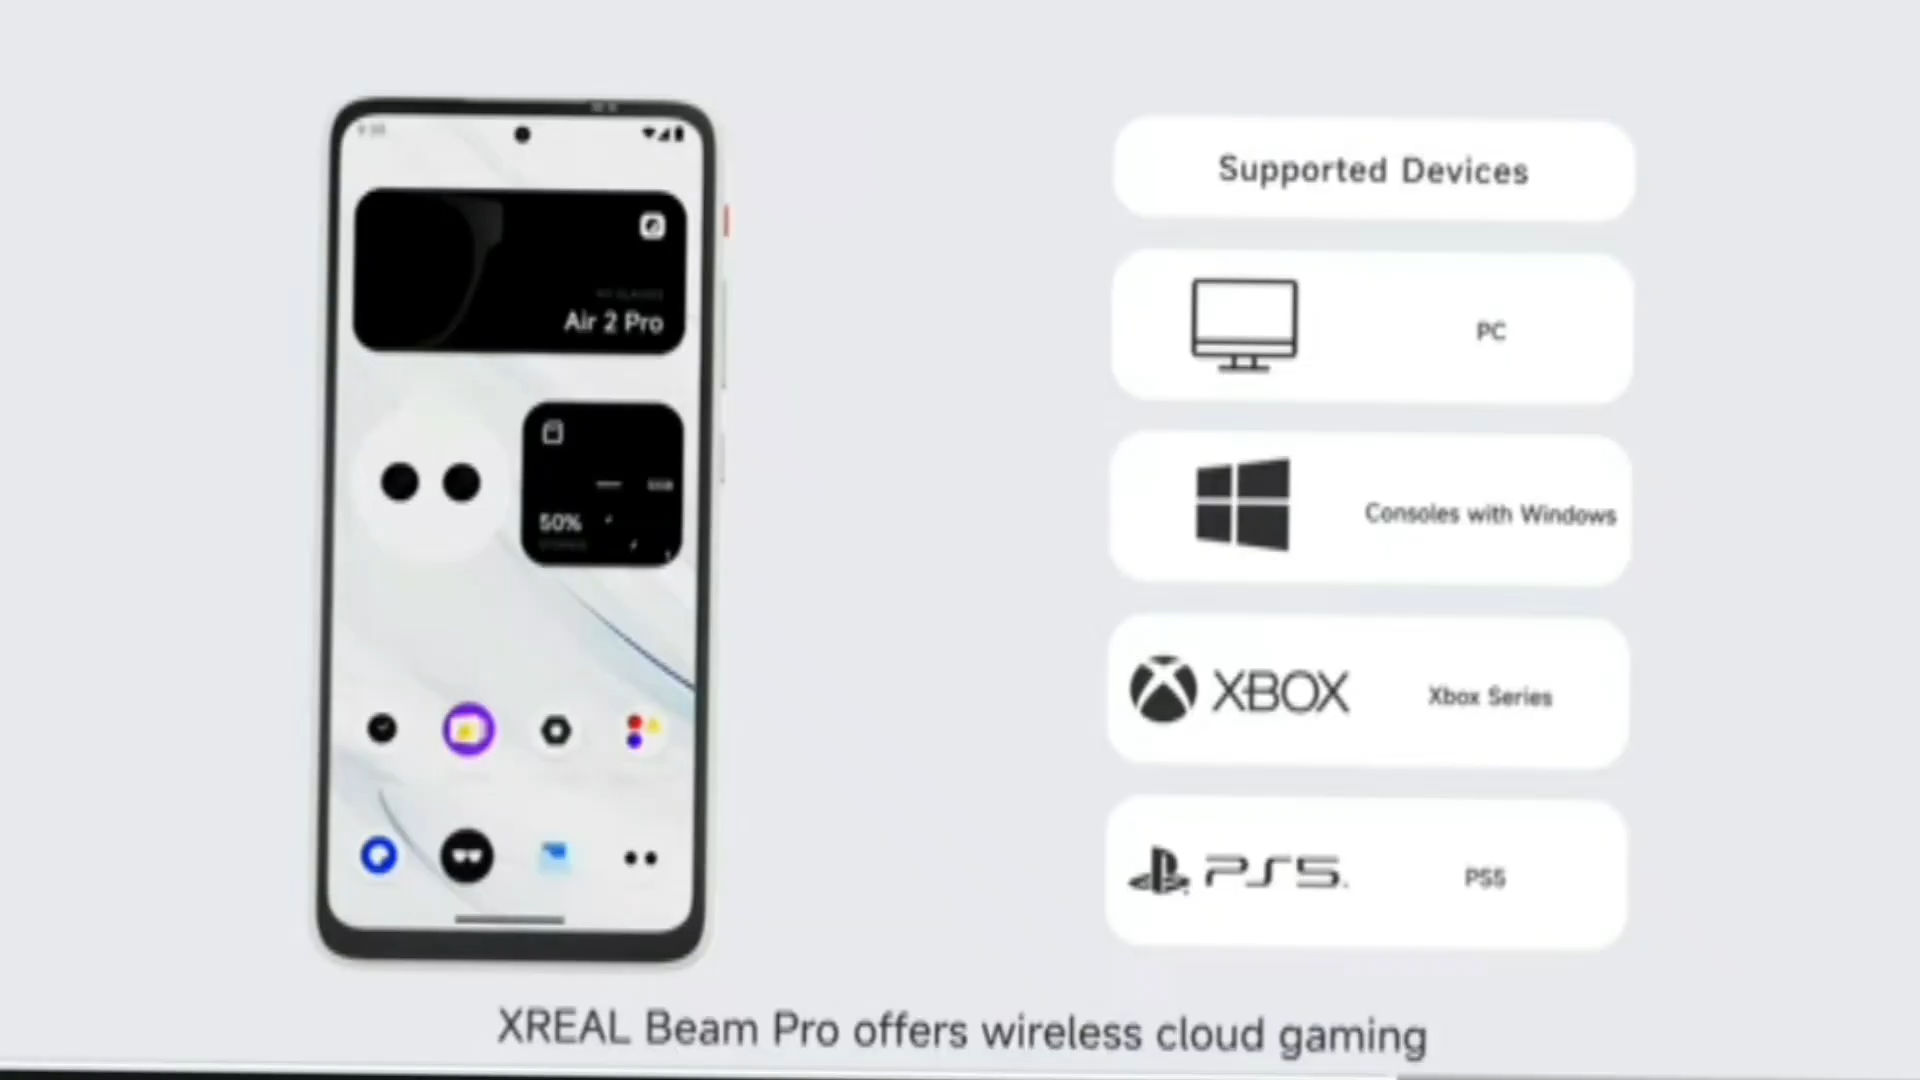 Air 2 Pro
50%
Supported Devices
PC
Consoles with Windows
XBOX
Xbox Series
PS5.
PS5
XREAL Beam Pro offers wireless cloud gaming